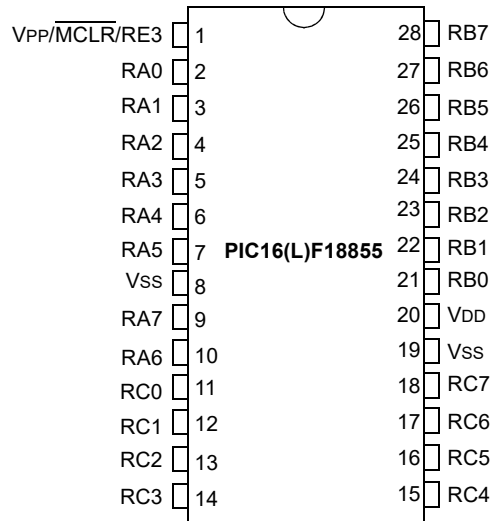 VPP/MCLR/RE3 1 28 RB7
RA0 2 27 RB6
RA1 3 26 RB5
RA2 4 25 RB4
RA3 5 24 RB3
RA4 6 23 RB2
RA5 7 PIC16(L)F18855 22 RB1
VSS 8 21 RB0
RA7 9 20 VDD
RA6 10 19 VSS
RC0 11 18 RC7
RC1 12 17 RC6
RC2 13 16 RC5
RC3 14 15 RC4